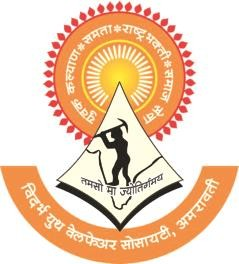 युवक कल्याण * समता * राष्ट्रभक्ती * समाज सेवा
तमसो मा ज्योतिर्गमय
विदर्भ युथ वेलफेअर सोसायटी, अमरावती